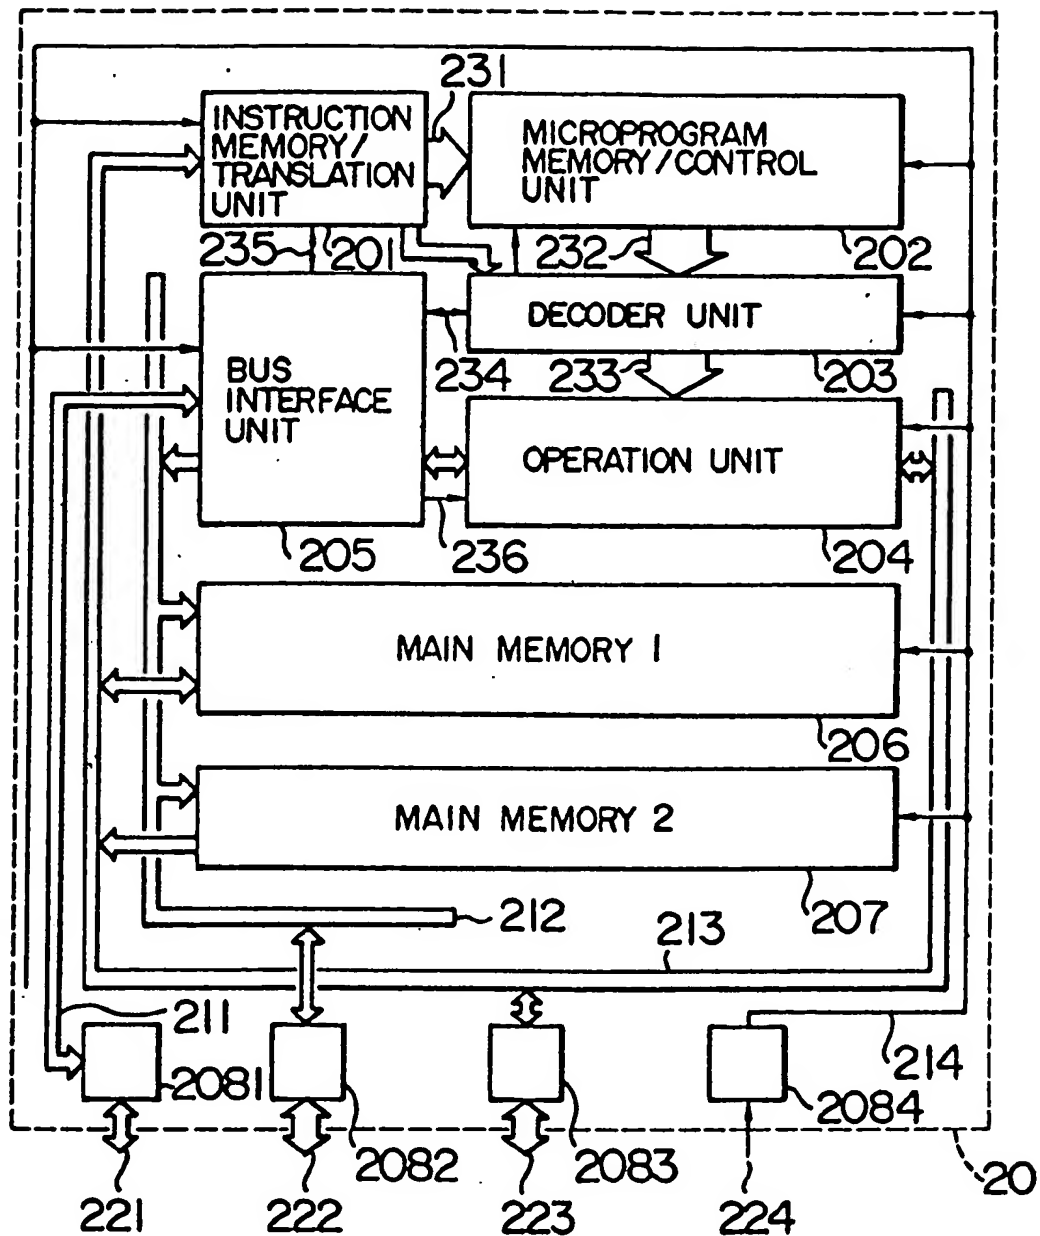 231
INSTRUCTION
MEMORY/
TRANSLATION
UNIT
MICROPROGRAM
MEMORY/CONTROL
UNIT
235
201
232
202
DECODER UNIT
234
233
203
BUS
INTERFACE
UNIT
OPERATION UNIT
205
236
204
MAIN MEMORY 1
206
MAIN MEMORY 2
207
212
213
211
214
2081
2082
2083
2084
20
221
222
223
224